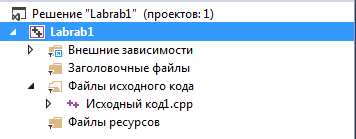 Решение "Labrab1" (проектов: 1)
Labrab1
Внешние зависимости
Заголовочные файлы
Файлы исходного кода
Исходный код1.cpp
Файлы ресурсов